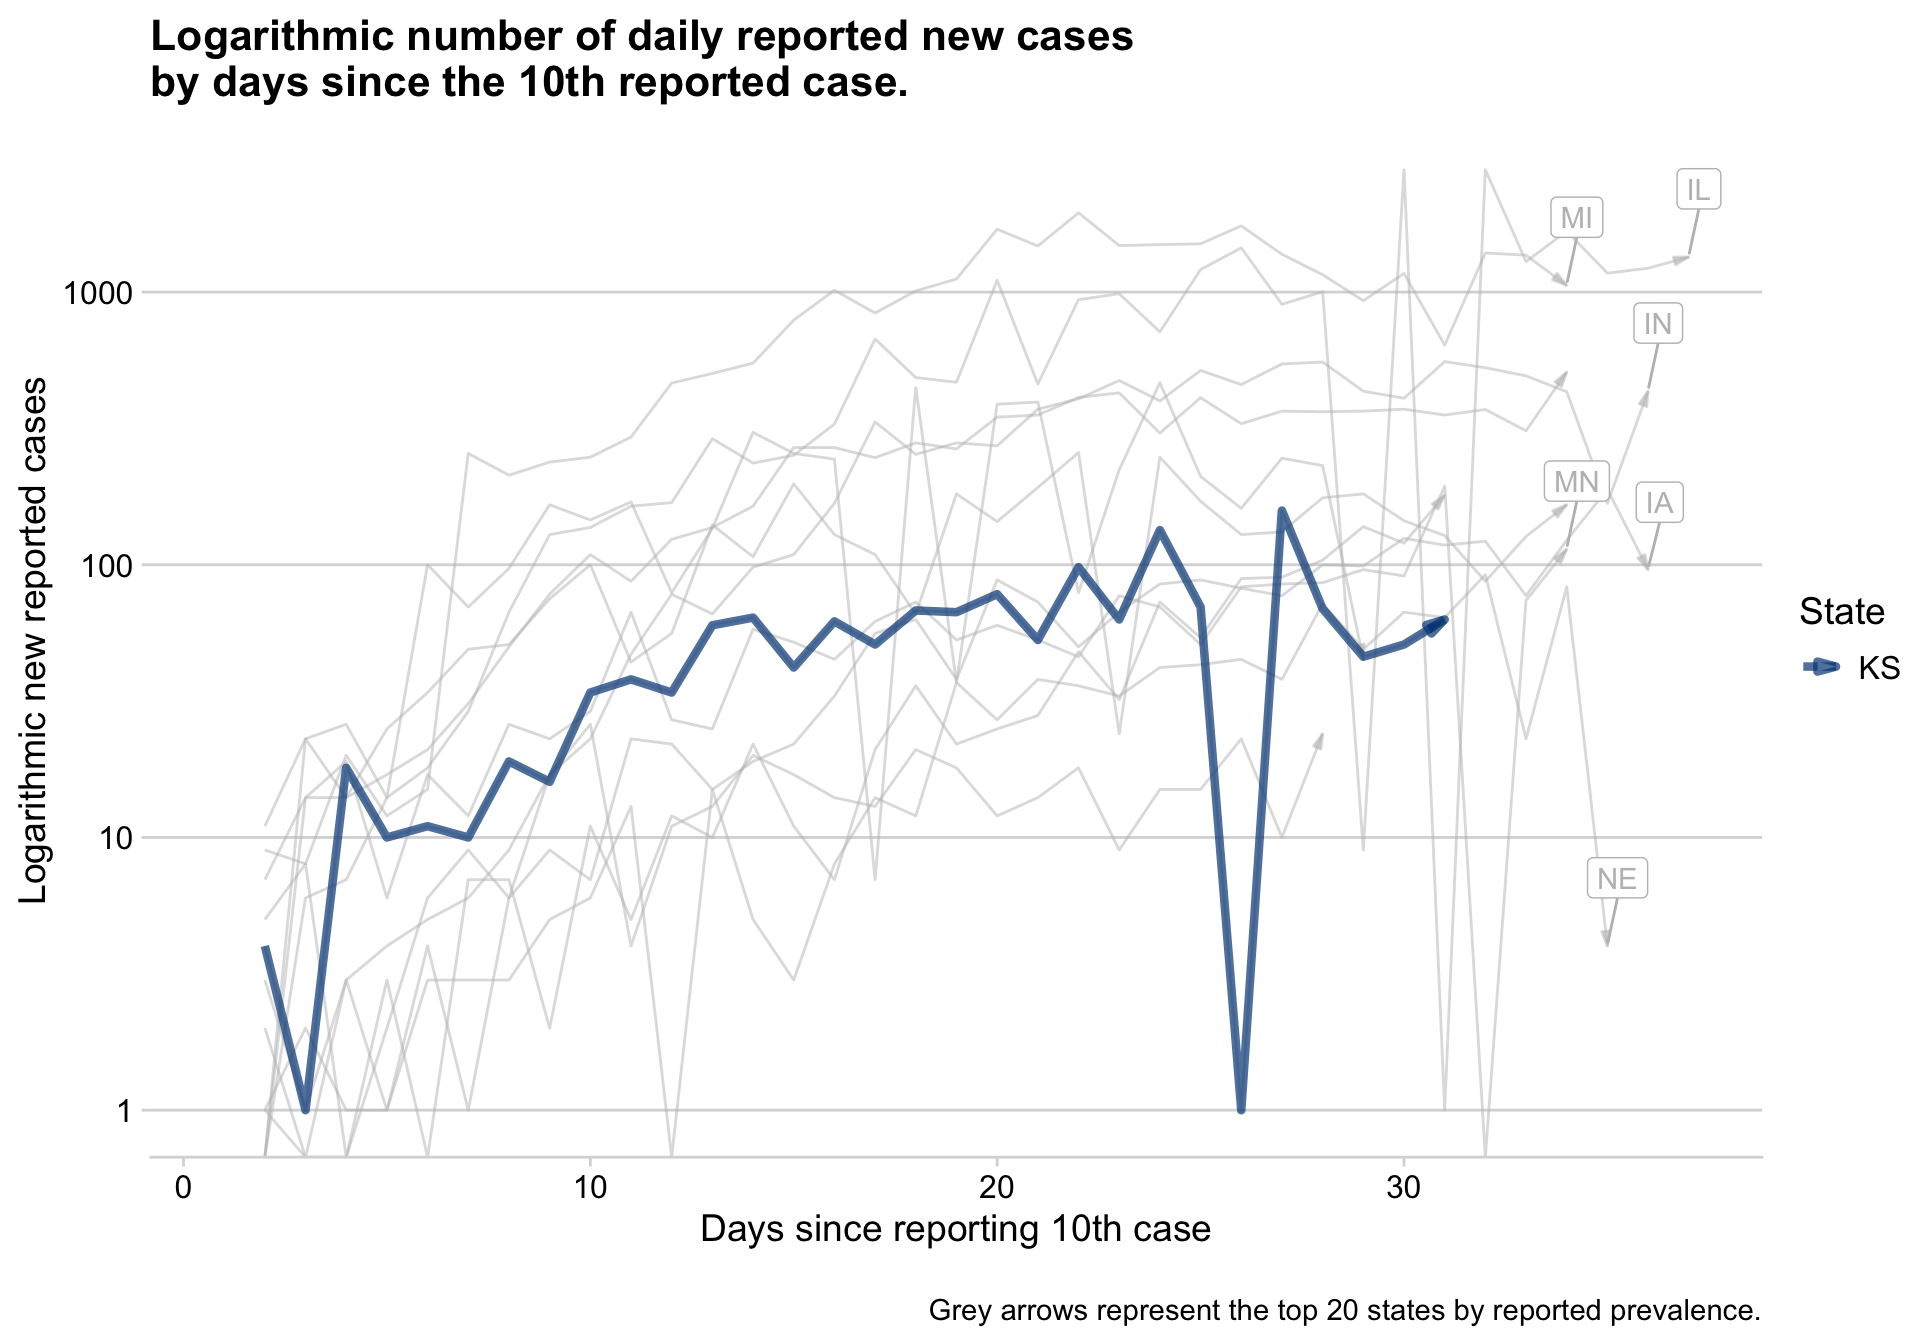 Logarithmic number of daily reported new cases
by days since the 10th reported case.
Logarithmic new reported cases
1000
100
10
1
IL
MI
IN
MN
IA
NE
State
KS
0
10
20
30
Days since reporting 10th case
Grey arrows represent the top 20 states by reported prevalence.